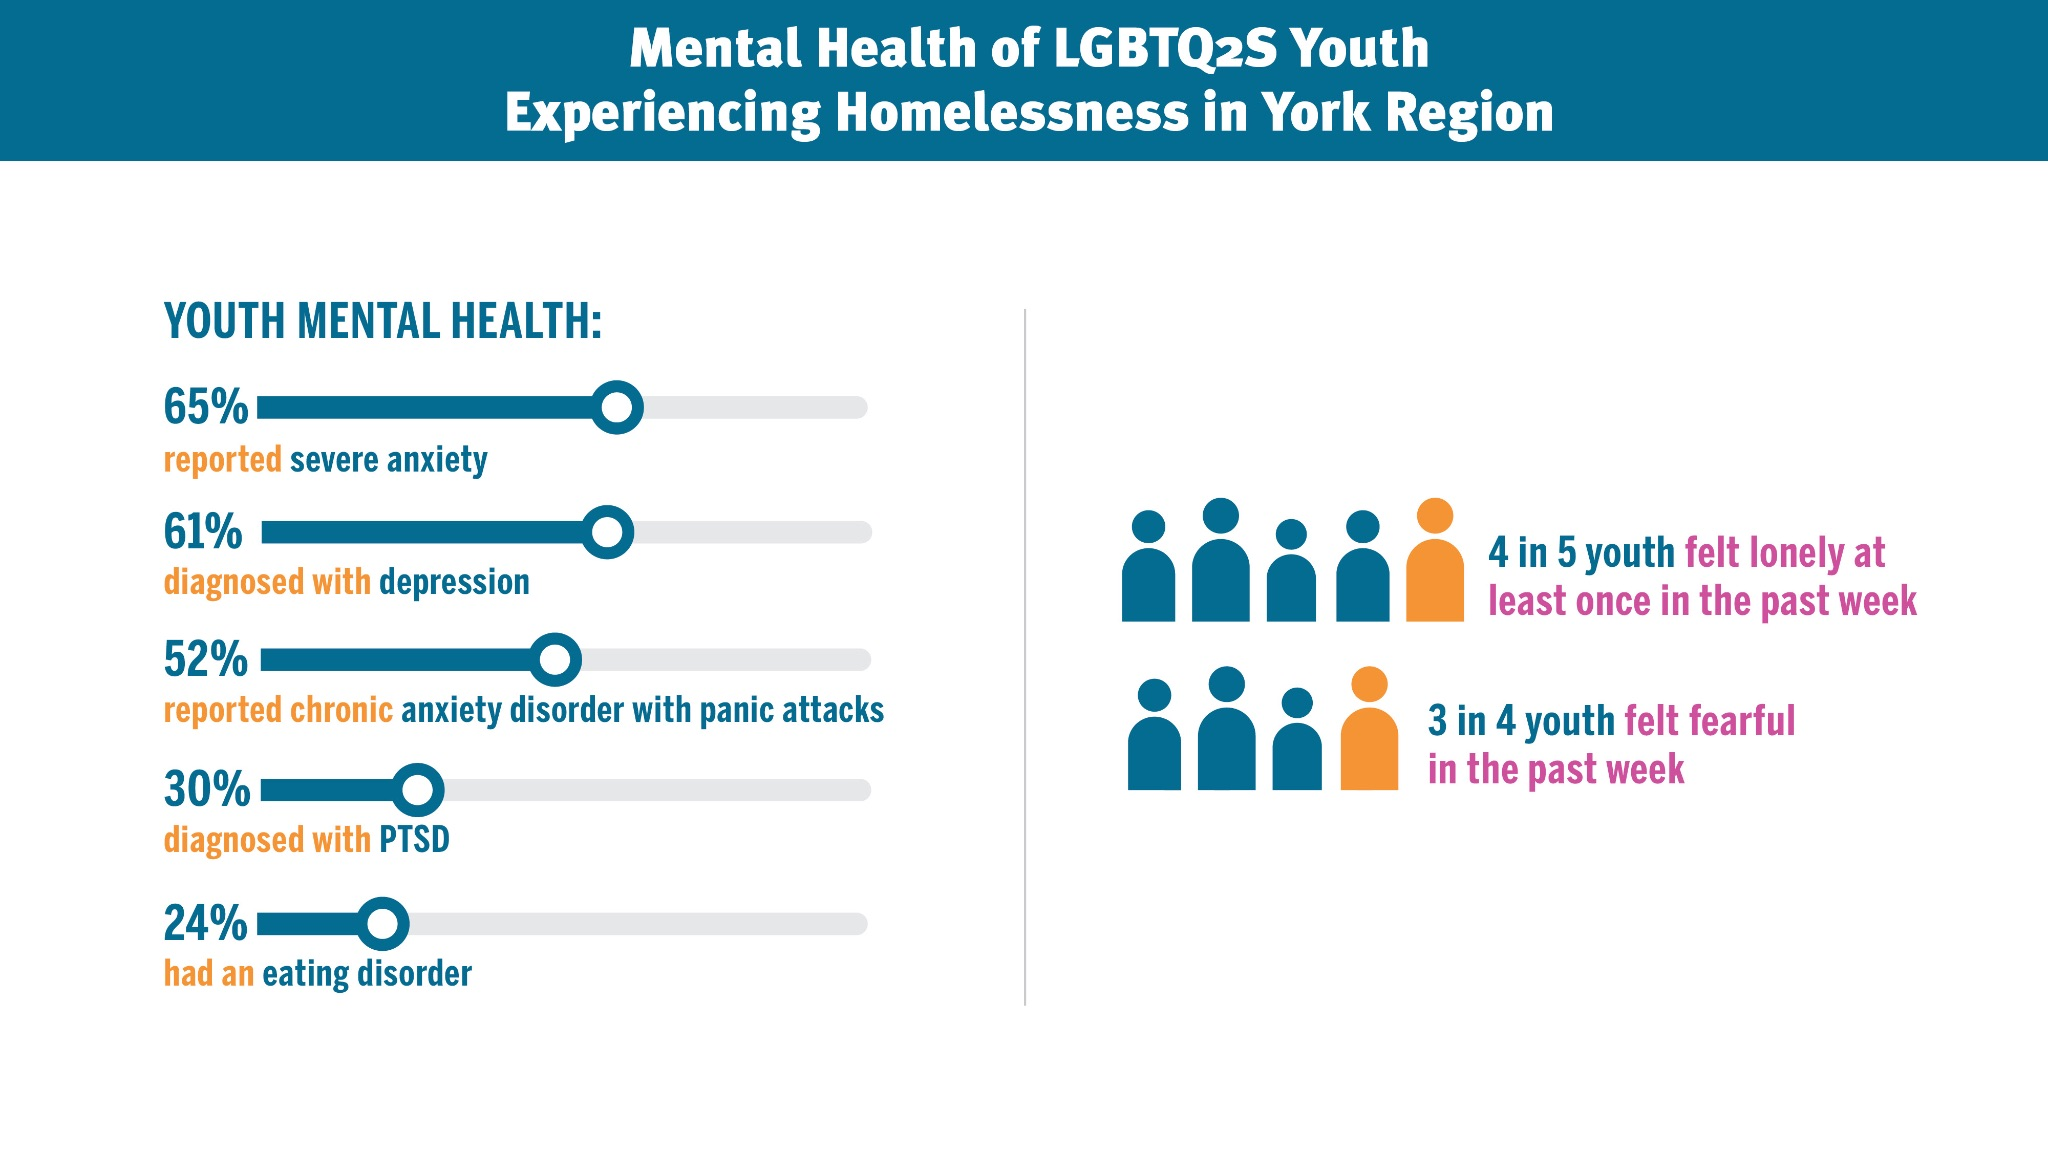 Mental Health of LGBTQ2S Youth
Experiencing Homelessness in York Region
YOUTH MENTAL HEALTH:
65%
reported severe anxiety
61%
diagnosed with depression
52%
reported chronic anxiety disorder with panic attacks
30%
diagnosed with PTSD
24%
had an eating disorder
4 in 5 youth felt lonely at
least once in the past week
3 in 4 youth felt fearful
in the past week